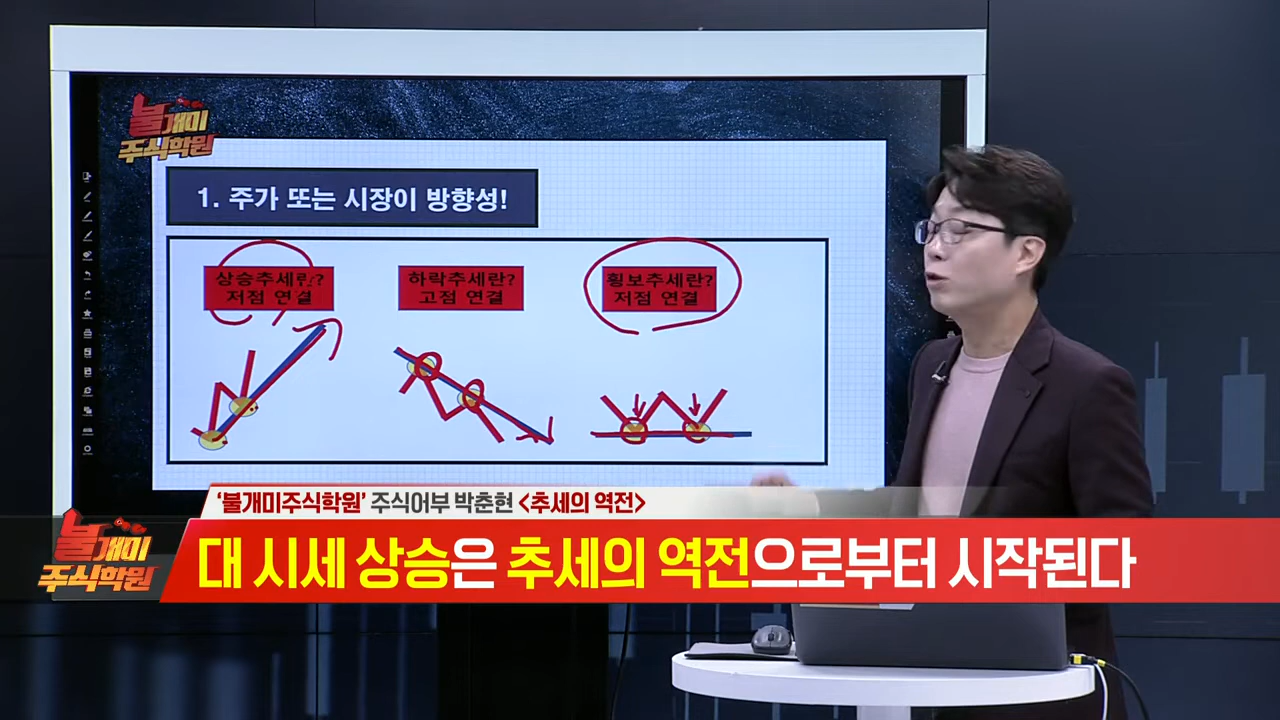 불개미
주식학원
1. 주가 또는 시장이 방향성!
상승추세란?
저점 연결
하락추세란?
고점 연결
횡보추세란?
저점 연결
'불개미주식학원' 주식어부 박춘현 <추세의 역전>
불개미
주식학원
대 시세 상승은 추세의 역전으로부터 시작된다